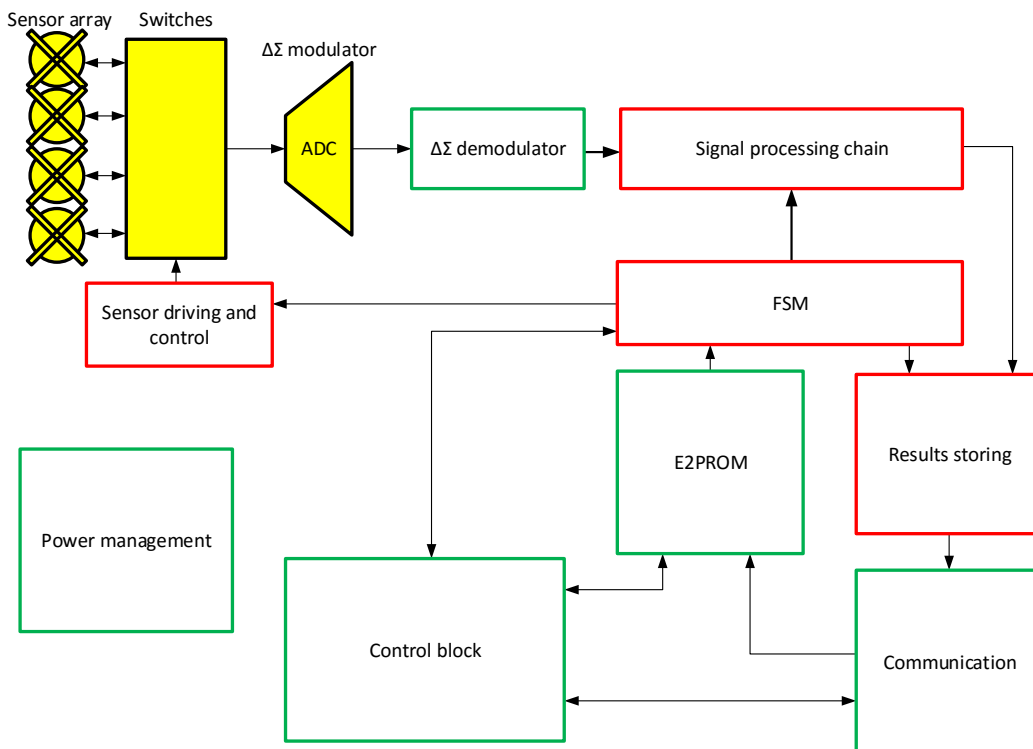 Sensor array
Switches
ΔΣ modulator
ADC
ΔΣ demodulator
Signal processing chain
Sensor driving and
control
FSM
E2PROM
Results storing
Power management
Control block
Communication